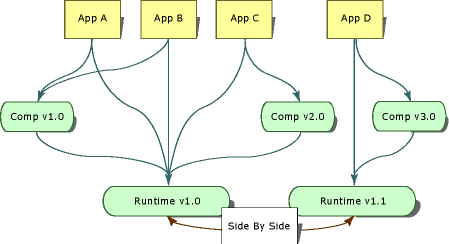 App A
App B
App C
App D
Comp v1.0
Comp v2.0
Comp v3.0
Runtime v1.0
Runtime v1.1
Side By Side